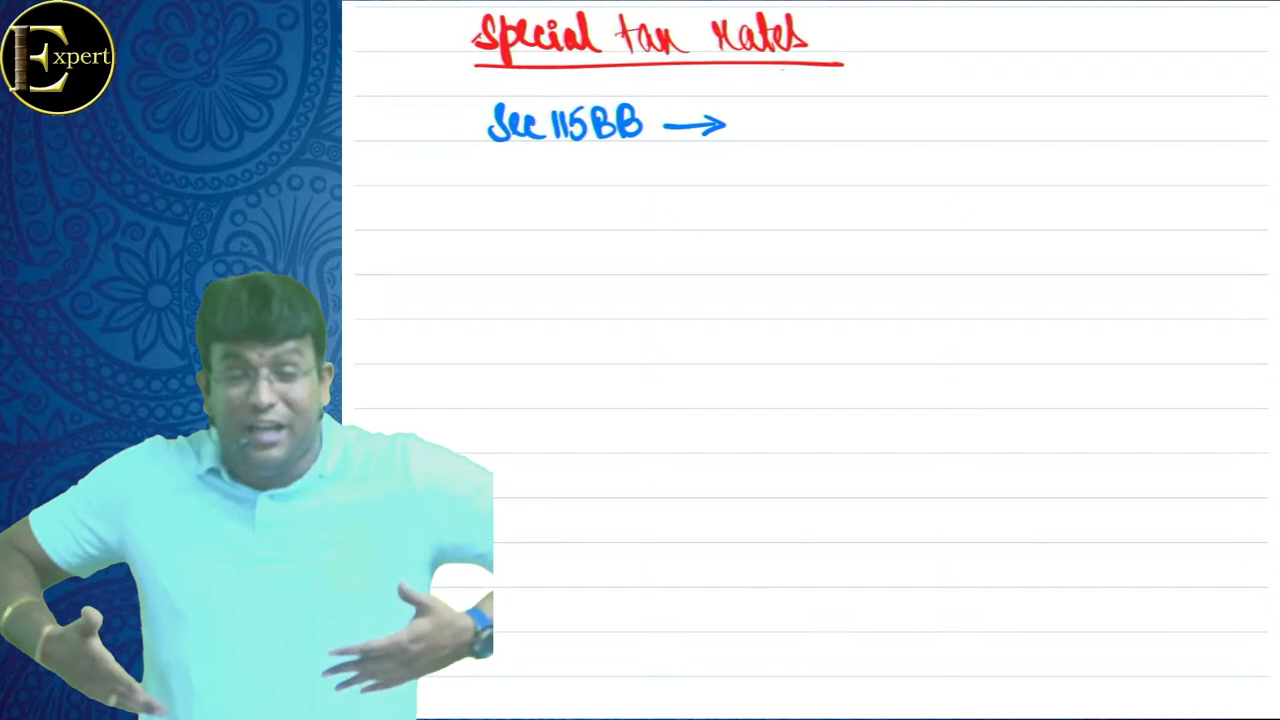 Expert
Special tax rates
Sec 115BB →